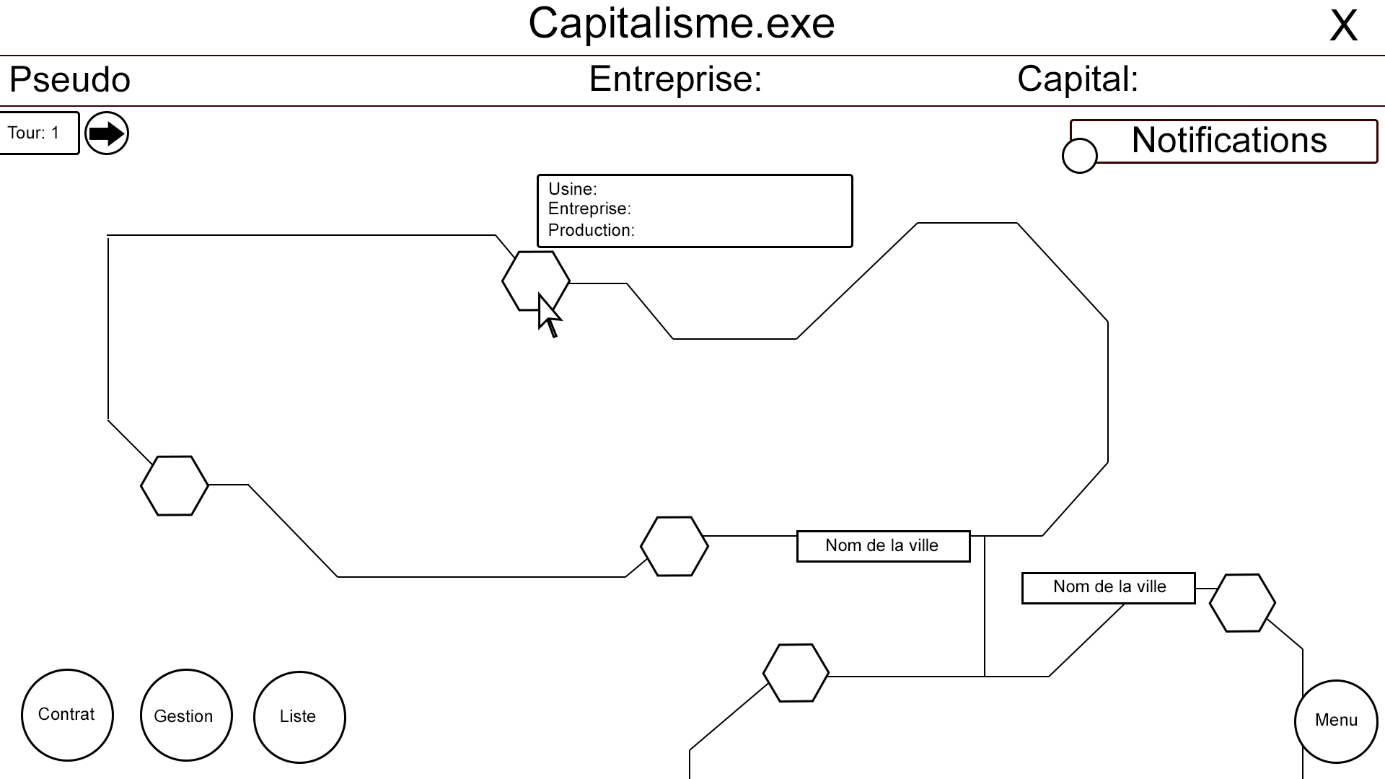 Capitalisme.exe
X
Pseudo
Entreprise:
Capital:
Tour: 1
Notifications
Usine:
Entreprise:
Production:
Nom de la ville
Nom de la ville
Contrat
Gestion
Liste
Menu